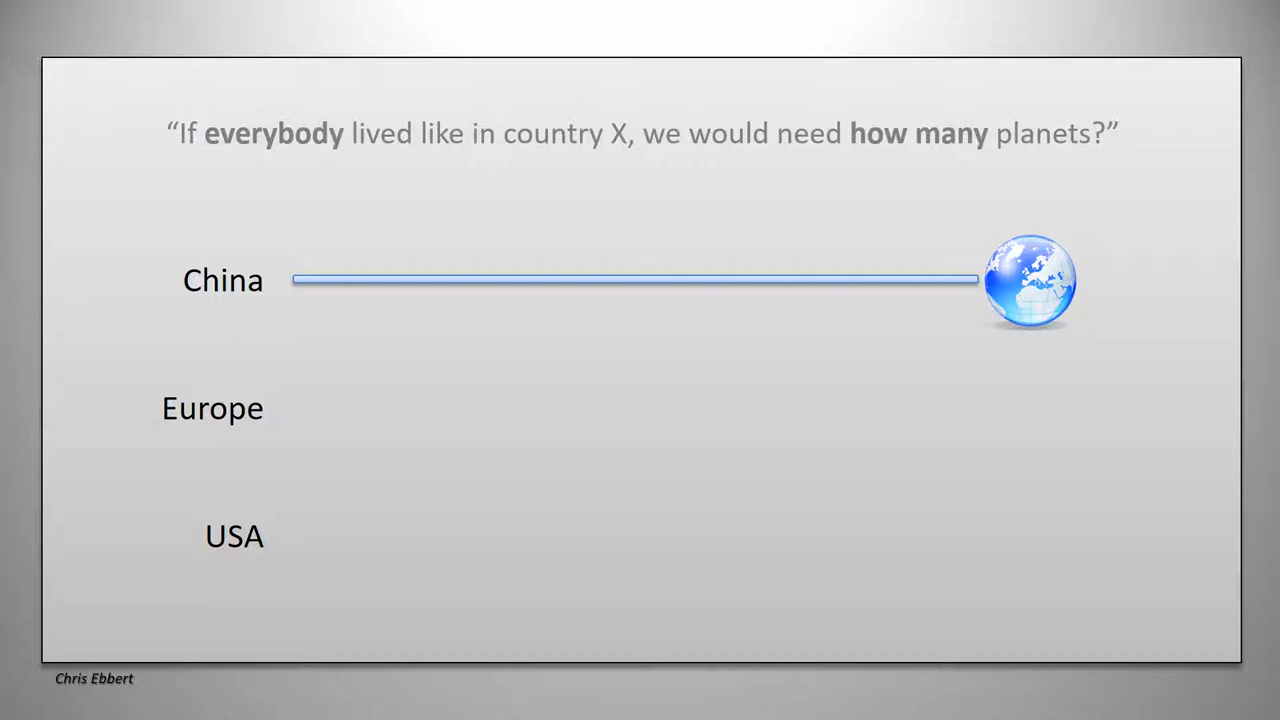 “If everybody lived like in country X, we would need how many planets?”
China
Europe
USA
Chris Ebbert